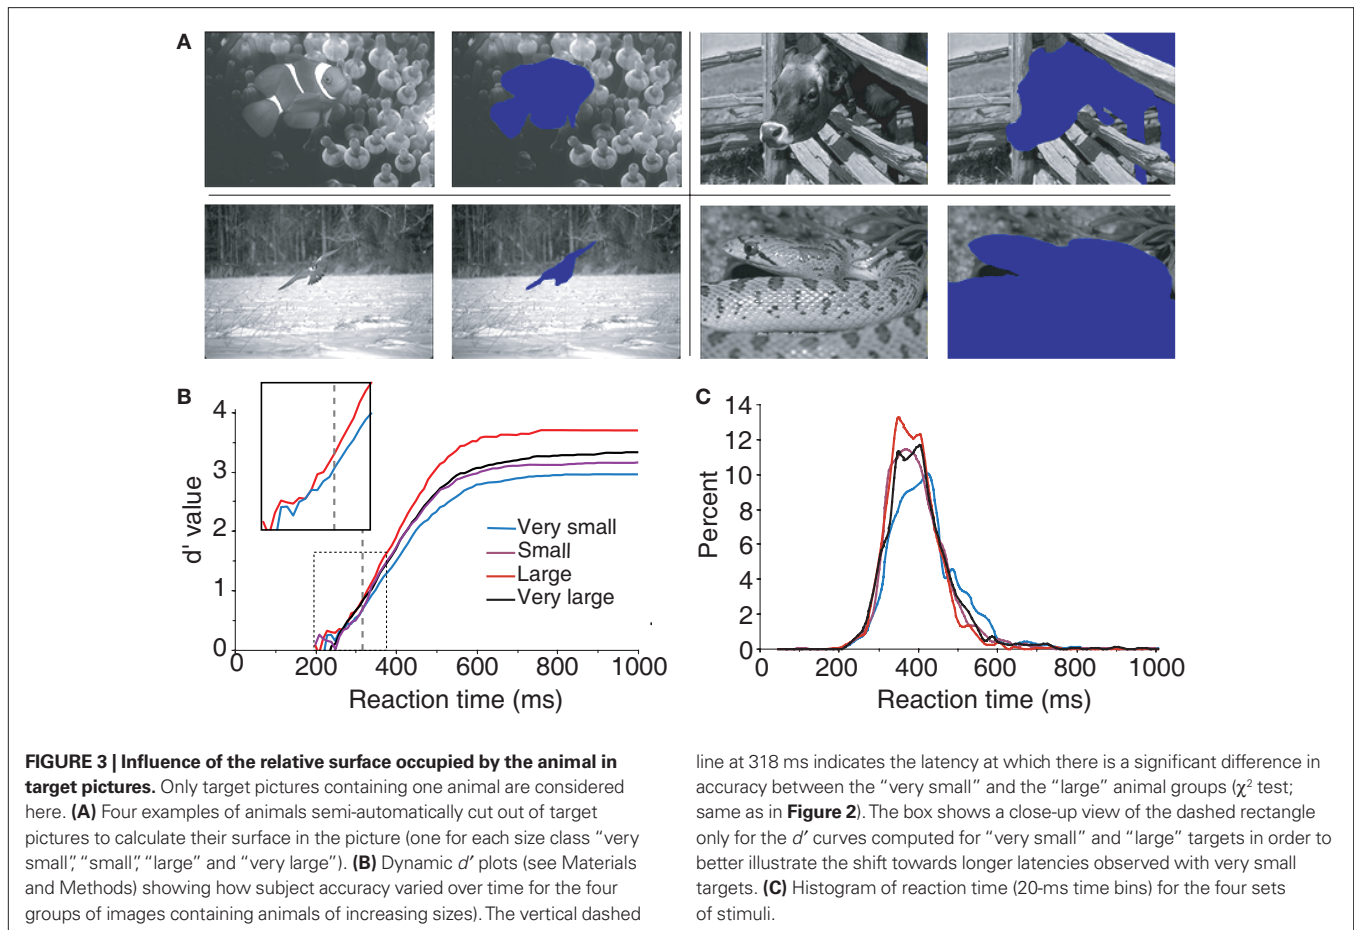 A
B
4
3
2
1
0
d' value
Very small
Small
Large
Very large
0
200
400
600
800
1000
Reaction time (ms)
C
14
12
10
8
6
4
2
0
Percent
0
200
400
600
800
1000
Reaction time (ms)
FIGURE 3 | Influence of the relative surface occupied by the animal in
target pictures. Only target pictures containing one animal are considered
here. (A) Four examples of animals semi-automatically cut out of target
pictures to calculate their surface in the picture (one for each size class “very
small”, “small”, “large” and “very large”). (B) Dynamic d′ plots (see Materials
and Methods) showing how subject accuracy varied over time for the four
groups of images containing animals of increasing sizes). The vertical dashed
line at 318 ms indicates the latency at which there is a significant difference in
accuracy between the “very small” and the “large” animal groups (χ² test;
same as in Figure 2). The box shows a close-up view of the dashed rectangle
only for the d′ curves computed for “very small” and “large” targets in order to
better illustrate the shift towards longer latencies observed with very small
targets. (C) Histogram of reaction time (20-ms time bins) for the four sets
of stimuli.